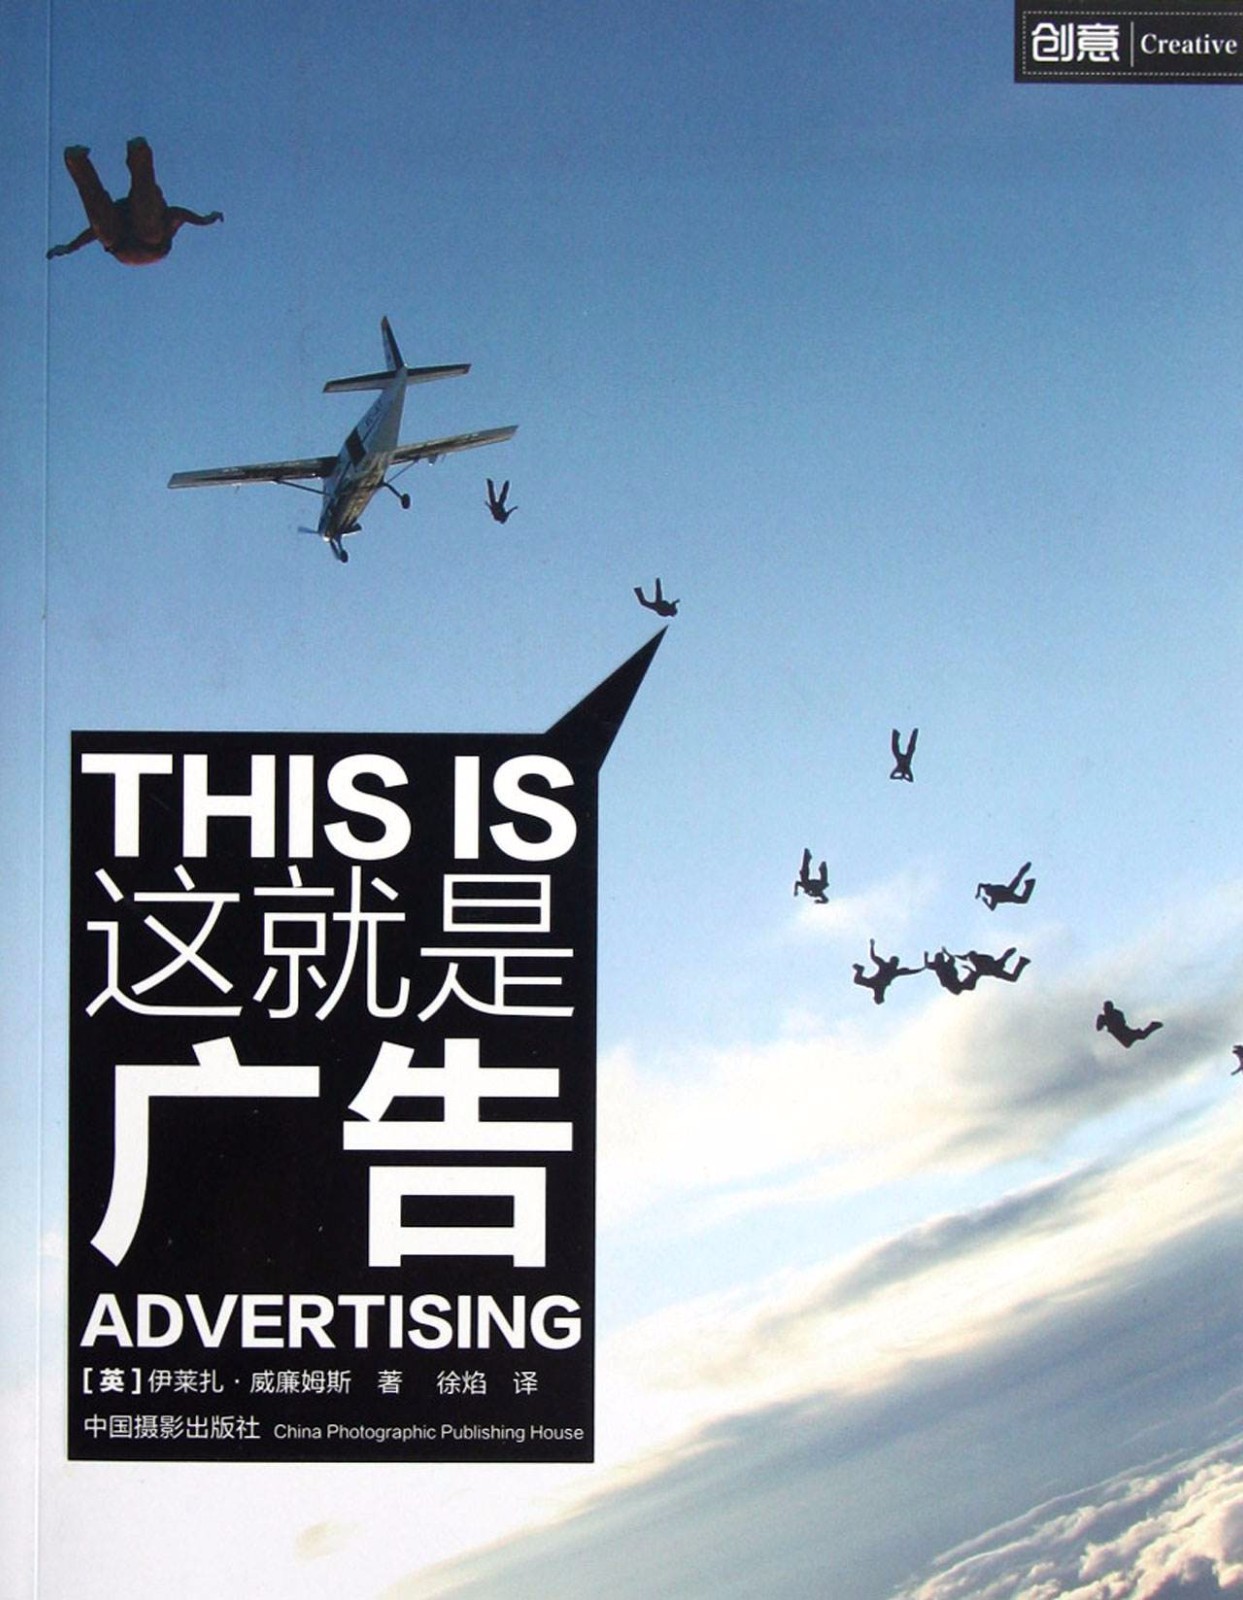 创意 Creative
THIS IS
这就是
广告
ADVERTISING
[英]伊莱扎·威廉姆斯 著 徐焰 译
中国摄影出版社 China Photographic Publishing House